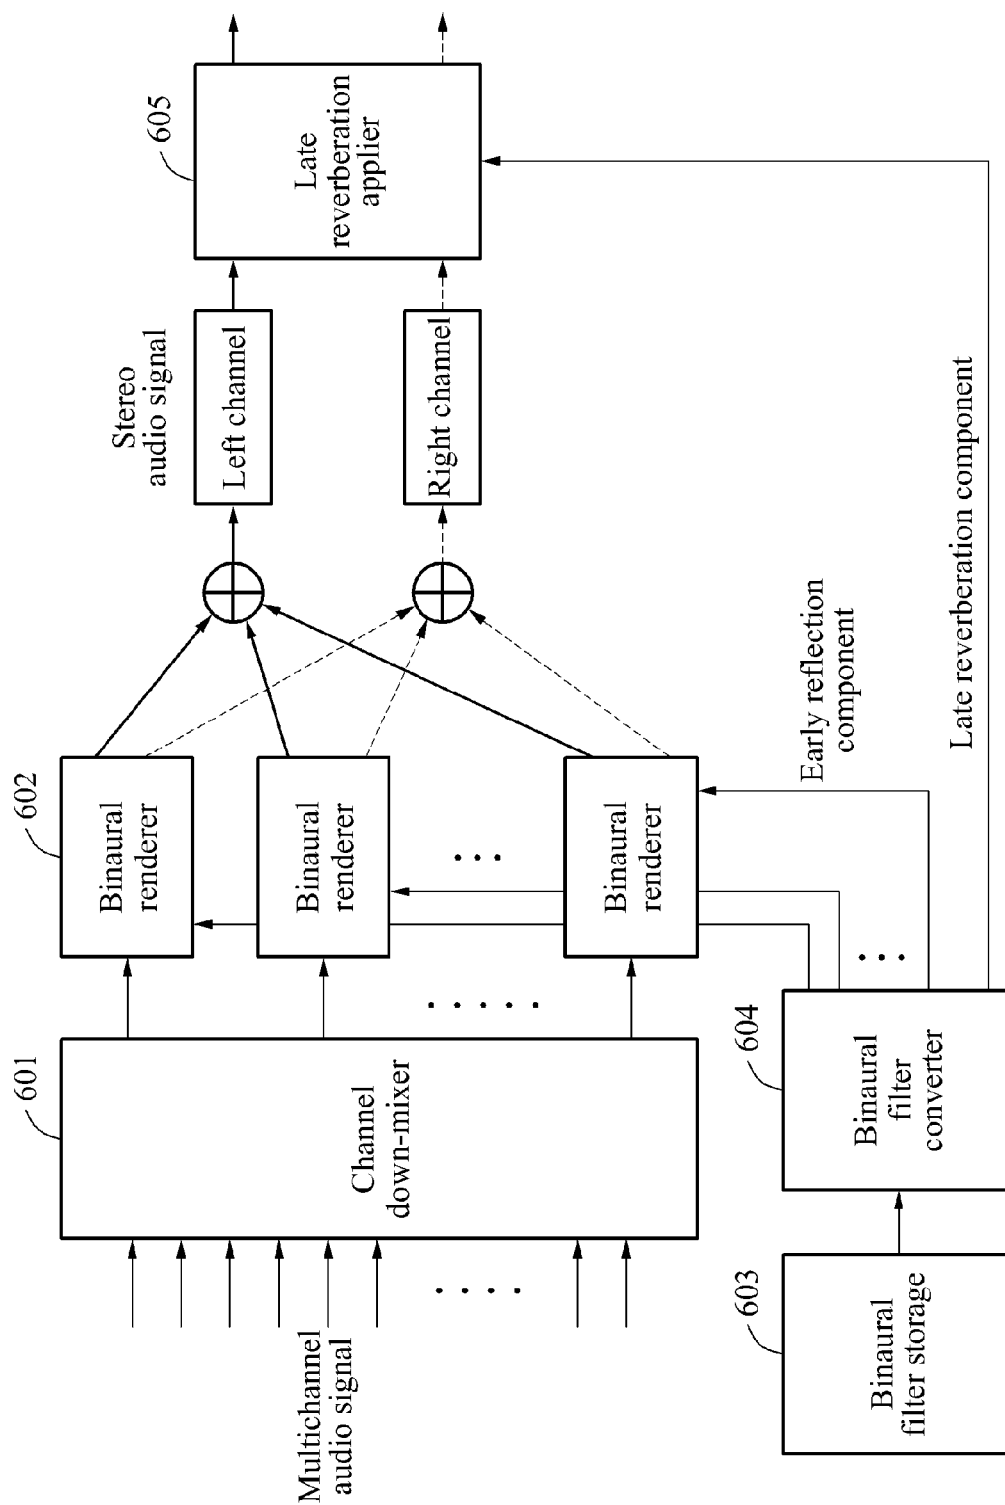 Multichannel
audio signal
601
Channel
down-mixer
602
Binaural
renderer
Binaural
renderer
Binaural
renderer
Stereo
audio signal
Left channel
Right channel
605
Late
reverberation
applier
603
Binaural
filter storage
604
Binaural
filter
converter
Early reflection
component
Late reverberation component